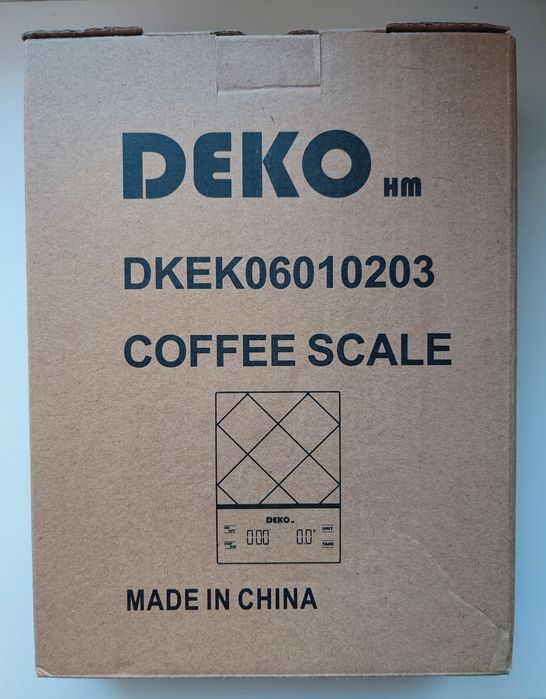 DEKO HM
DKEK06010203
COFFEE SCALE
DEKO
UNIT
0:00 0.0
TARE
MADE IN CHINA